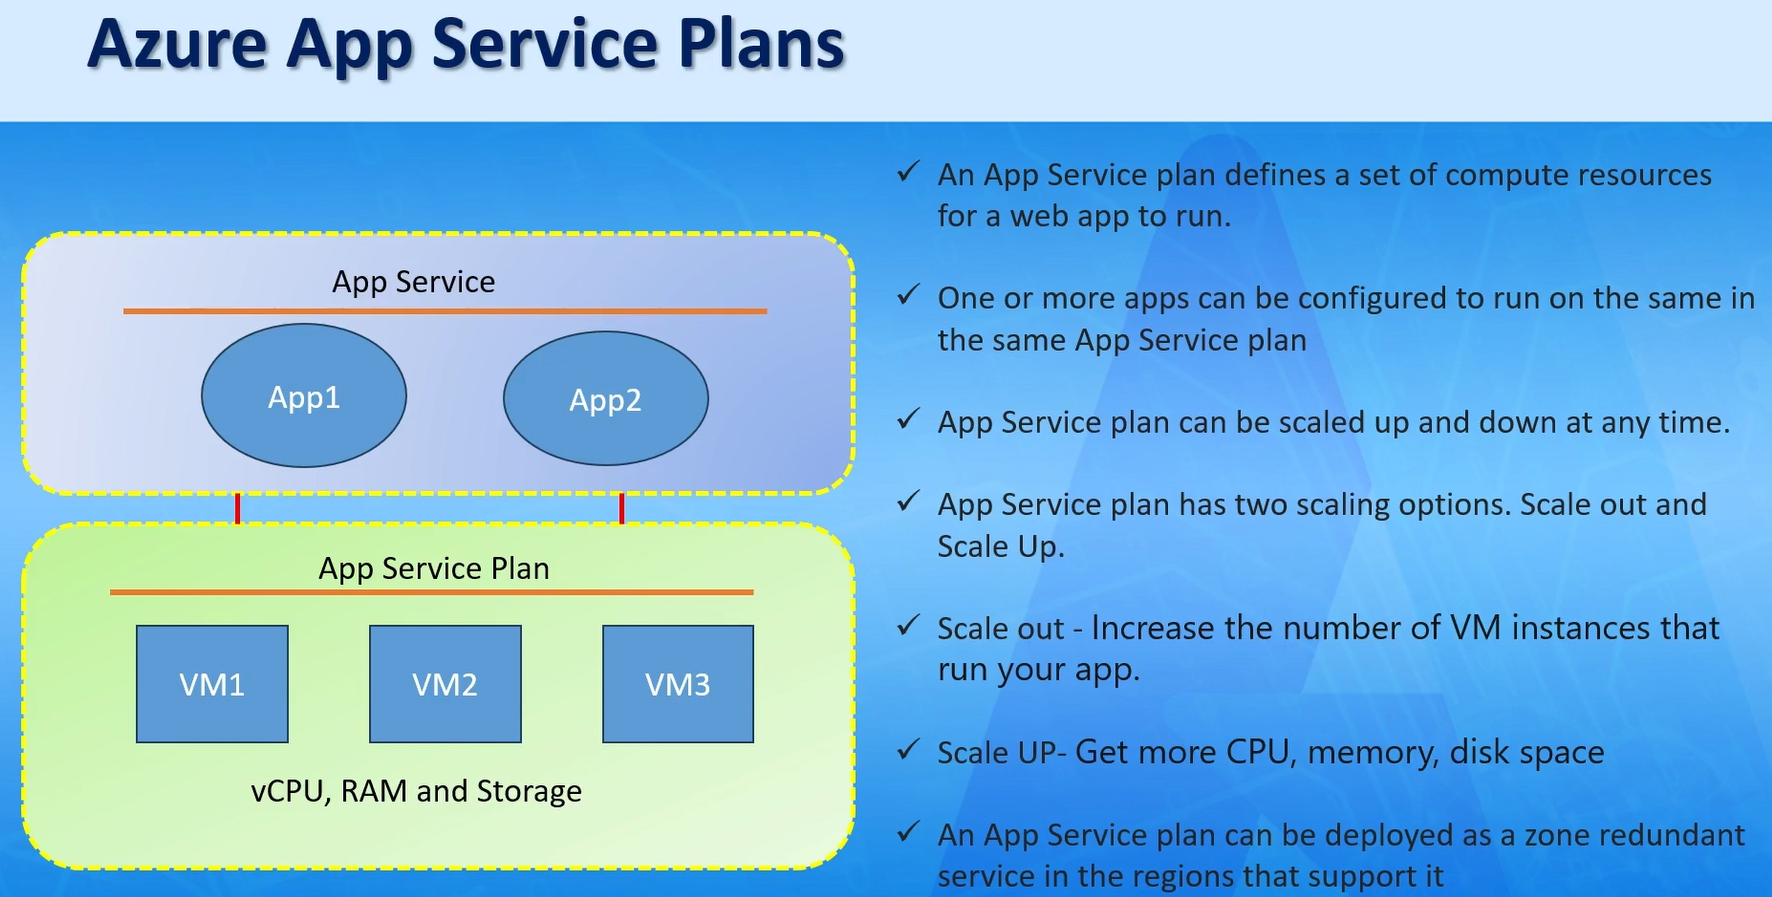 Azure App Service Plans
App Service
App1
App2
App Service Plan
VM1
VM2
VM3
vCPU, RAM and Storage
✓ An App Service plan defines a set of compute resources
for a web app to run.
✓ One or more apps can be configured to run on the same in
the same App Service plan
✓ App Service plan can be scaled up and down at any time.
✓ App Service plan has two scaling options. Scale out and
Scale Up.
✓ Scale out - Increase the number of VM instances that
run your app.
✓ Scale UP- Get more CPU, memory, disk space
✓ An App Service plan can be deployed as a zone redundant
service in the regions that support it